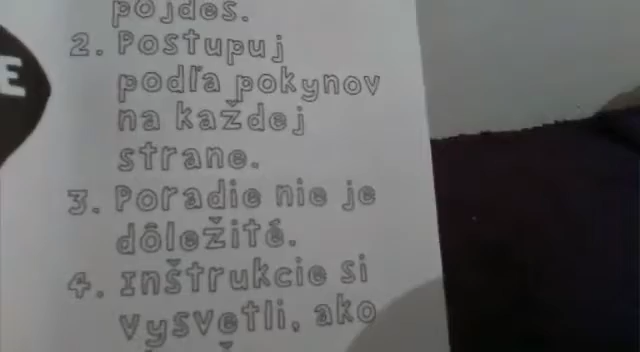 pôjdeš.
2. Postupuj
podľa pokynov
na každej
strane.
3. Poradie nie je
dôležité.
4. Inštrukcie si
vysvetli, ako
E